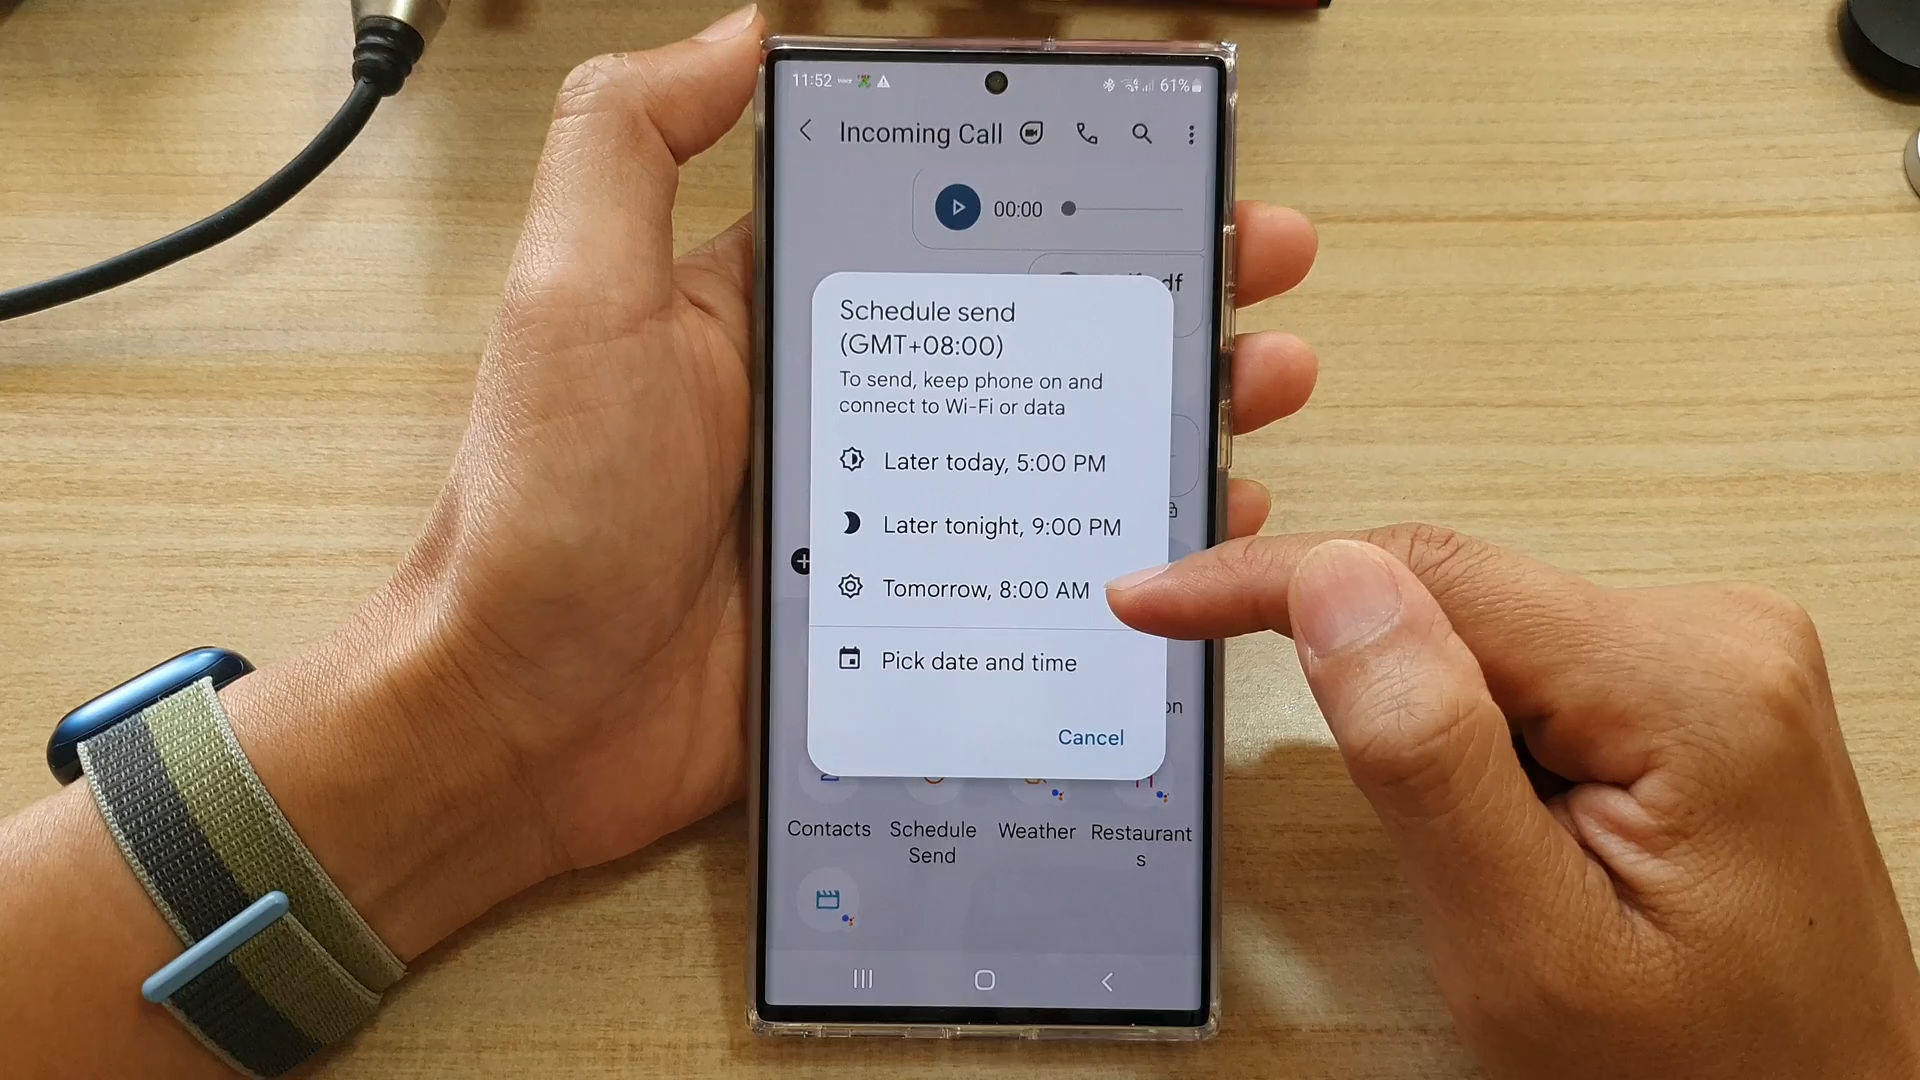 11:52 61%
Incoming Call
00:00
df
Schedule send
(GMT+08:00)
To send, keep phone on and
connect to Wi-Fi or data
Later today, 5:00 PM
Later tonight, 9:00 PM
Tomorrow, 8:00 AM
Pick date and time
on
Cancel
Contacts Schedule Weather Restaurant
Send s